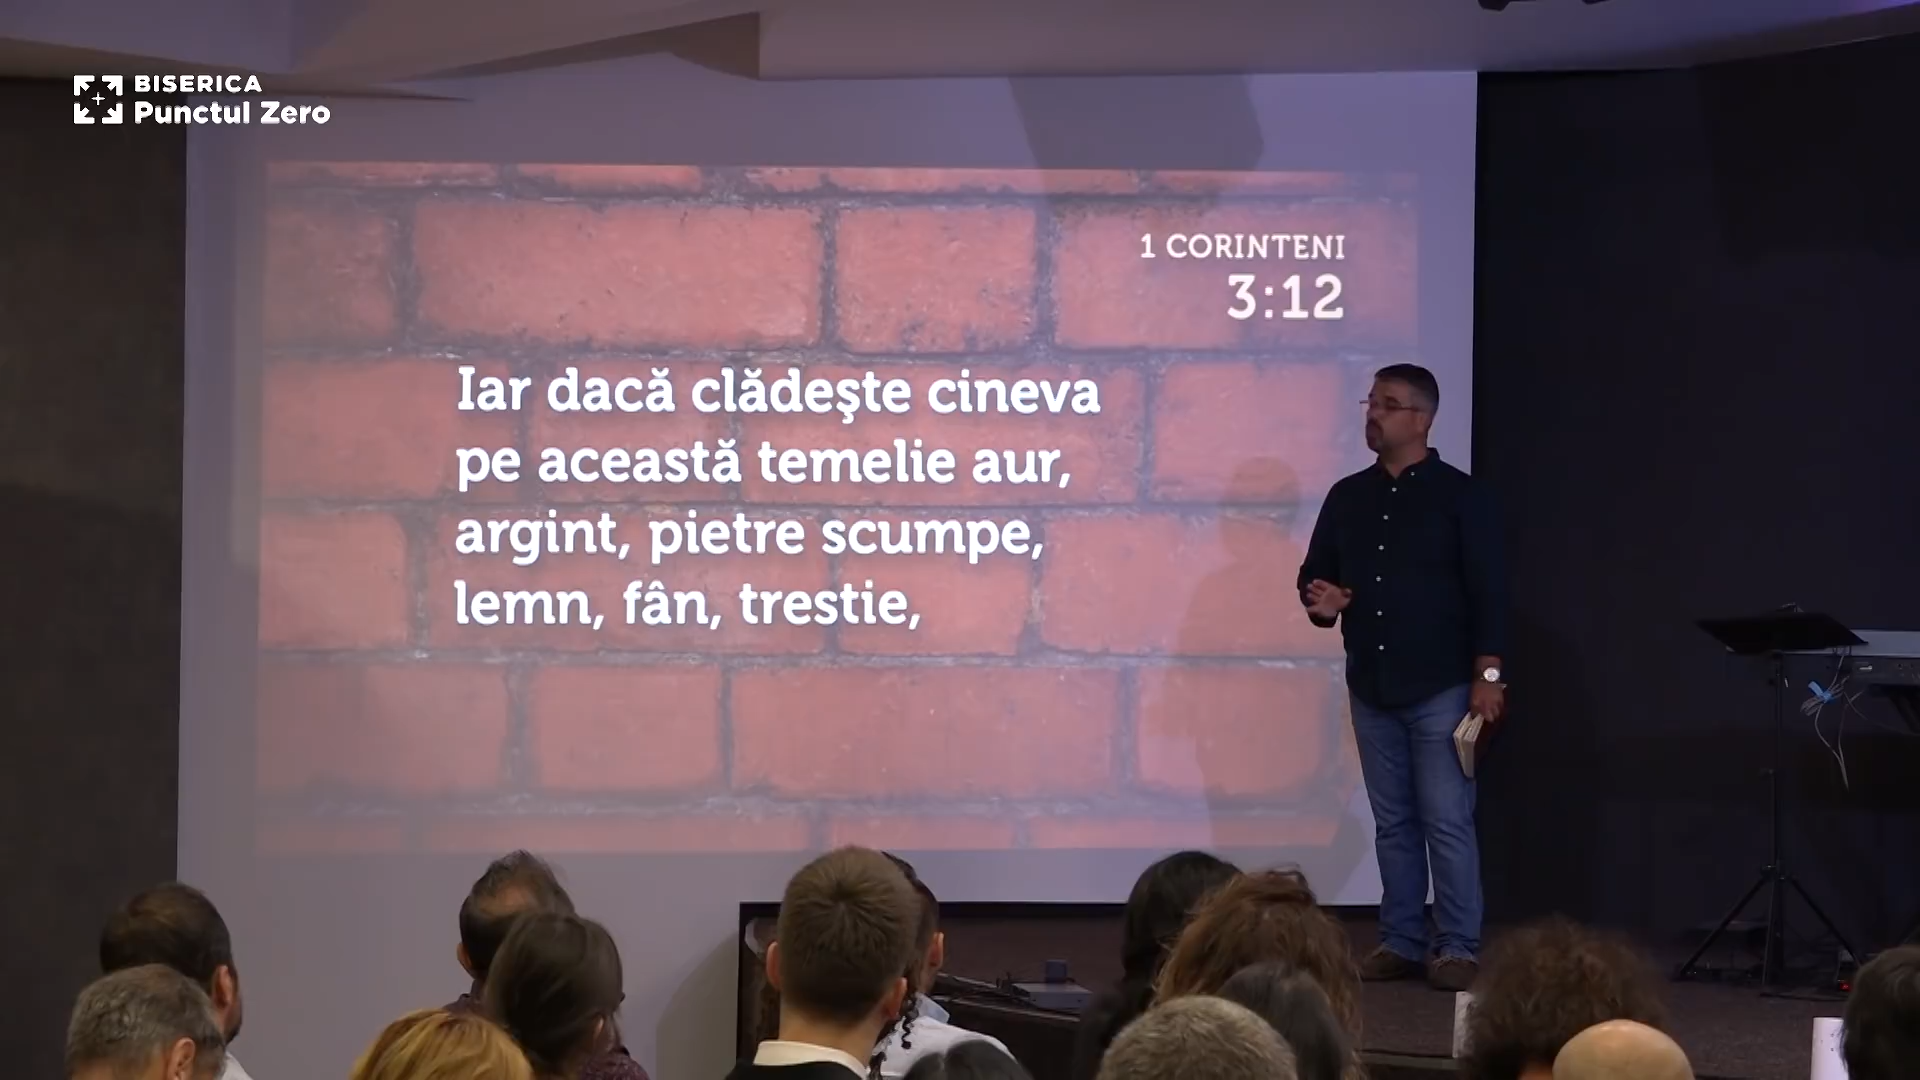 BISERICA
Punctul Zero
1 CORINTENI
3:12
Iar dacă clădeşte cineva
pe această temelie aur,
argint, pietre scumpe,
lemn, fân, trestie,